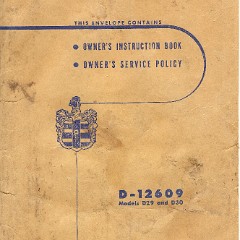 THIS ENVELOPE CONTAINS
• OWNER'S INSTRUCTION BOOK
• OWNER'S SERVICE POLICY
D-12609
Models D29 and D30